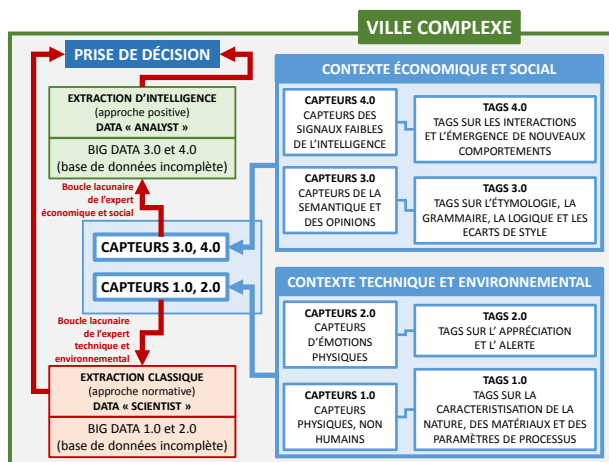 VILLE COMPLEXE
PRISE DE DÉCISION
EXTRACTION D'INTELLIGENCE
(approche positive)
DATA « ANALYST »
BIG DATA 3.0 et 4.0
(base de données incomplète)
Boucle lacunaire
de l'expert
économique et social
CAPTEURS 3.0, 4.0
CAPTEURS 1.0, 2.0
Boucle lacunaire
de l'expert
technique et
environnemental
EXTRACTION CLASSIQUE
(approche normative)
DATA « SCIENTIST »
BIG DATA 1.0 et 2.0
(base de données incomplète)
CONTEXTE ÉCONOMIQUE ET SOCIAL
CAPTEURS 4.0
CAPTEURS DES
SIGNAUX FAIBLES
DE L'INTELLIGENCE
TAGS 4.0
TAGS SUR LES INTERACTIONS
ET L'ÉMERGENCE DE NOUVEAUX
COMPORTEMENTS
CAPTEURS 3.0
CAPTEURS DE LA
SEMANTIQUE ET
DES OPINIONS
TAGS 3.0
TAGS SUR L'ÉTYMOLOGIE, LA
GRAMMAIRE, LA LOGIQUE ET LES
ECARTS DE STYLE
CONTEXTE TECHNIQUE ET ENVIRONNEMENTAL
CAPTEURS 2.0
CAPTEURS
D'ÉMOTIONS
PHYSIQUES
TAGS 2.0
TAGS SUR L' APPRÉCIATION
ET L' ALERTE
CAPTEURS 1.0
CAPTEURS
PHYSIQUES, NON
HUMAINS
TAGS 1.0
TAGS SUR LA
CARACTERISTISATION DE LA
NATURE, DES MATÉRIAUX ET DES
PARAMÈTRES DE PROCESSUS